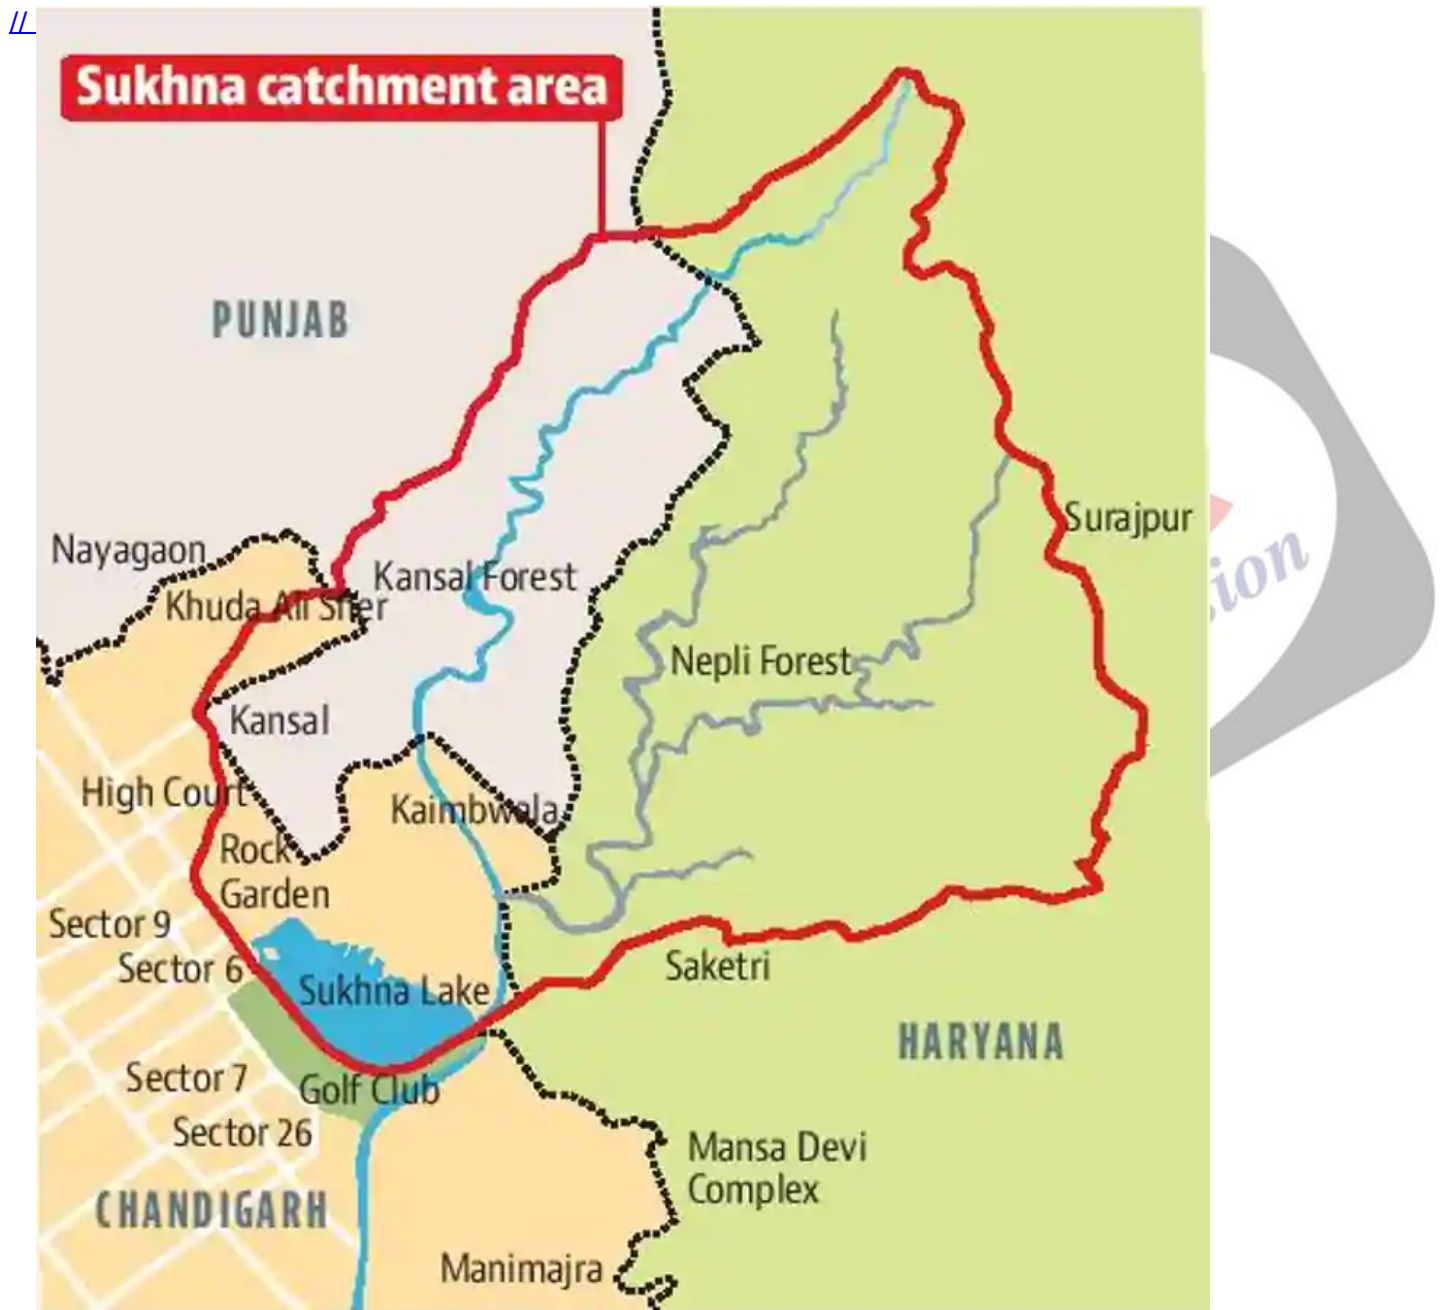 //
Sukhna catchment area
PUNJAB
Surajpur
Nayagaon
Kansal Forest
Khuda Ali Sher
Nepli Forest
Kansal
High Court
Kaimbwala
Rock
Garden
Sector 9
Sector 6
Saketri
Sukhna Lake
HARYANA
Sector 7
Golf Club
Sector 26
Mansa Devi
Complex
CHANDIGARH
Manimajra